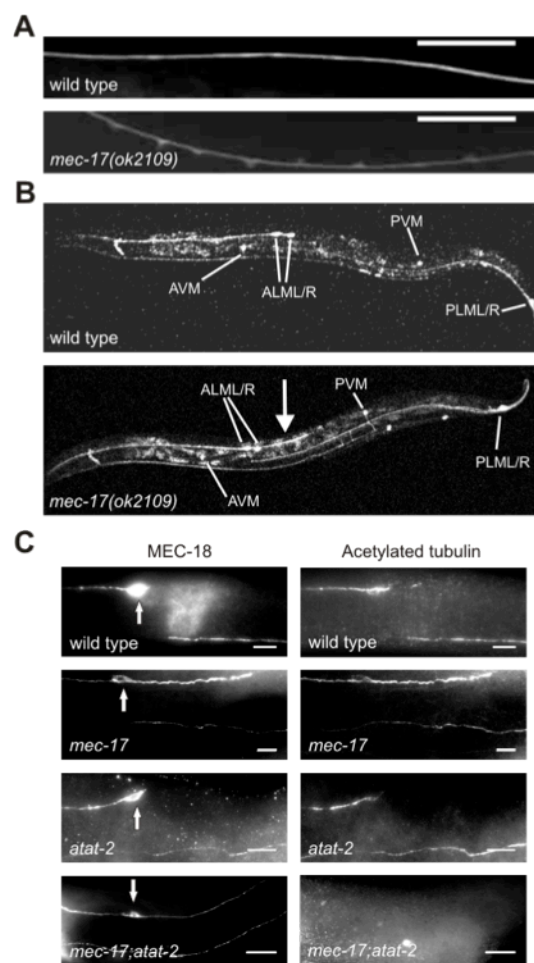 A
wild type
mec-17(ok2109)
B
PVM
AVM
ALML/R
PLML/R
wild type
ALML/R
PVM
PLML/R
AVM
mec-17(ok2109)
C
MEC-18
Acetylated tubulin
wild type
wild type
mec-17
mec-17
atat-2
atat-2
mec-17;atat-2
mec-17;atat-2